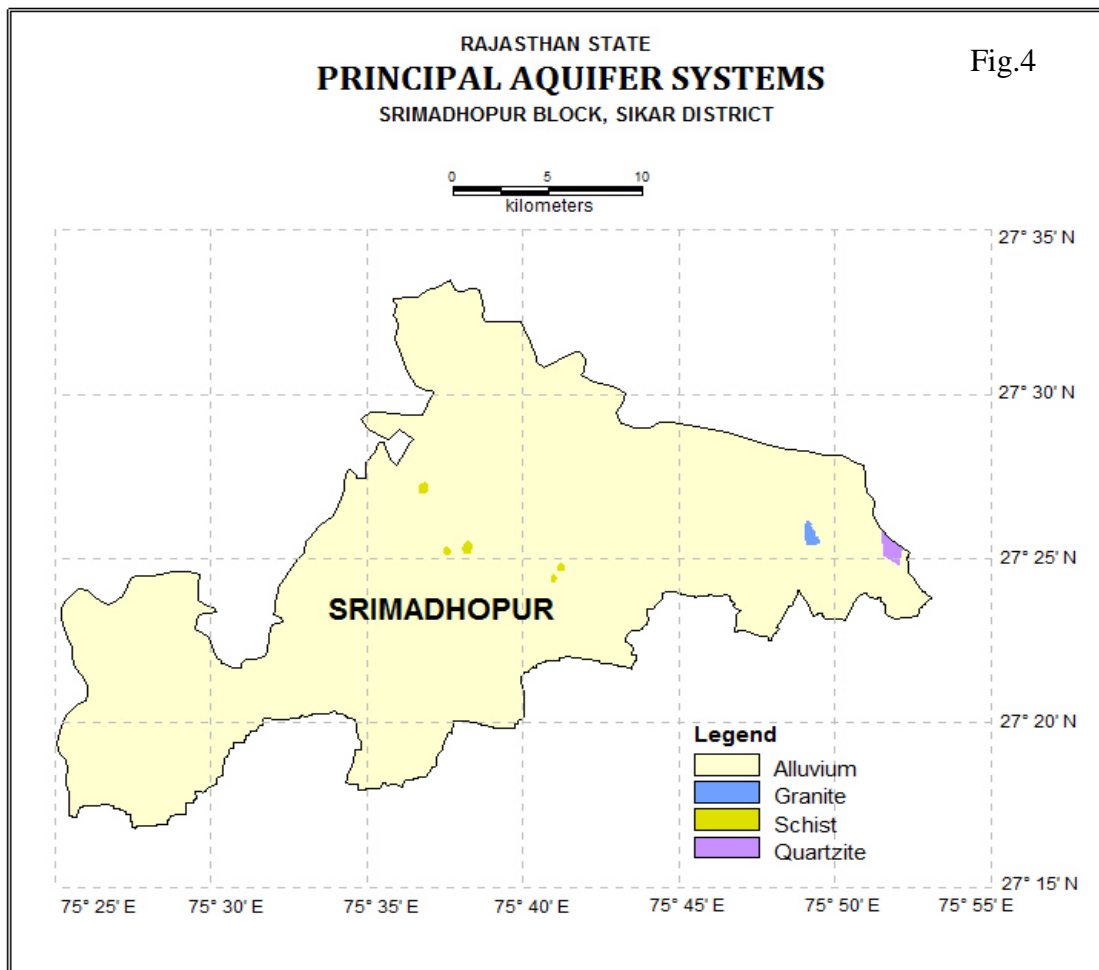 RAJASTHAN STATE
Fig.4
PRINCIPAL AQUIFER SYSTEMS
SRIMADHOPUR BLOCK, SIKAR DISTRICT
0 5 10
kilometers
27° 35' N
27° 30' N
27° 25' N
SRIMADHOPUR
27° 20' N
Legend
Alluvium
Granite
Schist
Quartzite
27° 15' N
75° 25' E 75° 30' E 75° 35' E 75° 40' E 75° 45' E 75° 50' E 75° 55' E